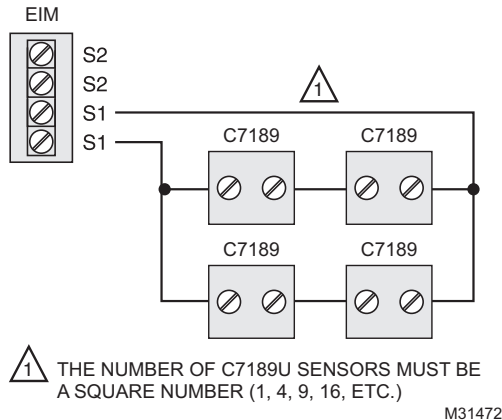 EIM
S2
S2
S1
S1
1
C7189
C7189
C7189
C7189
1 THE NUMBER OF C7189U SENSORS MUST BE
A SQUARE NUMBER (1, 4, 9, 16, ETC.)
M31472